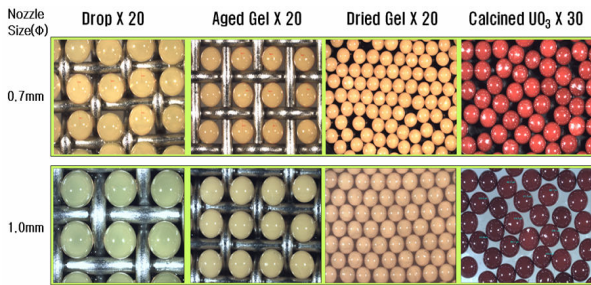 Nozzle
Size(Φ)
Drop X 20
Aged Gel X 20
Dried Gel X 20
Calcined UO₃ X 30
0.7mm
1.0mm